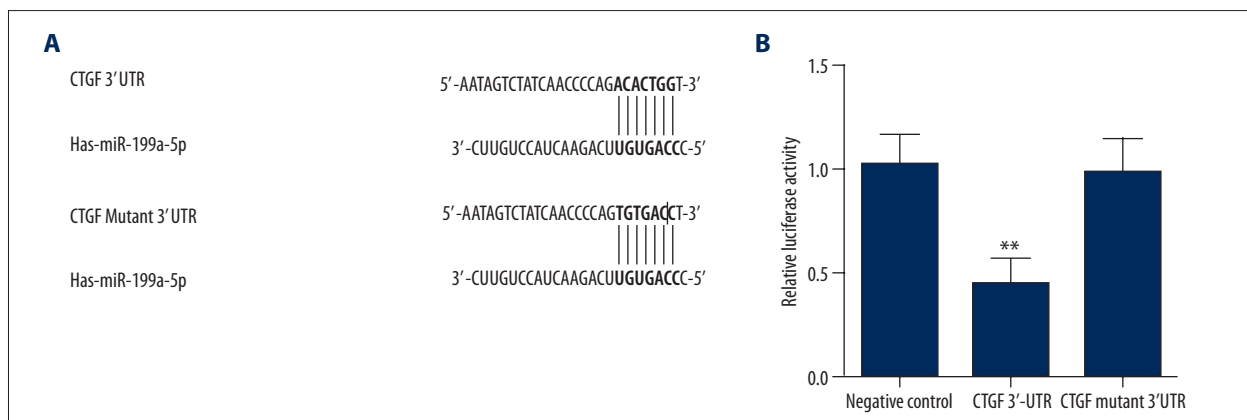 A
CTGF 3' UTR
5'-AATAGTCTATCAACCCCAGACACTGGT-3'
Has-miR-199a-5p
3'-CUUGUCCAUCAAGACUUGUGACCC-5'
CTGF Mutant 3' UTR
5'-AATAGTCTATCAACCCCAGTGTGACCT-3'
Has-miR-199a-5p
3'-CUUGUCCAUCAAGACUUGUGACCC-5'
B
Relative luciferase activity
1.5
1.0
0.5
0.0
**
Negative control
CTGF 3'-UTR
CTGF mutant 3'UTR